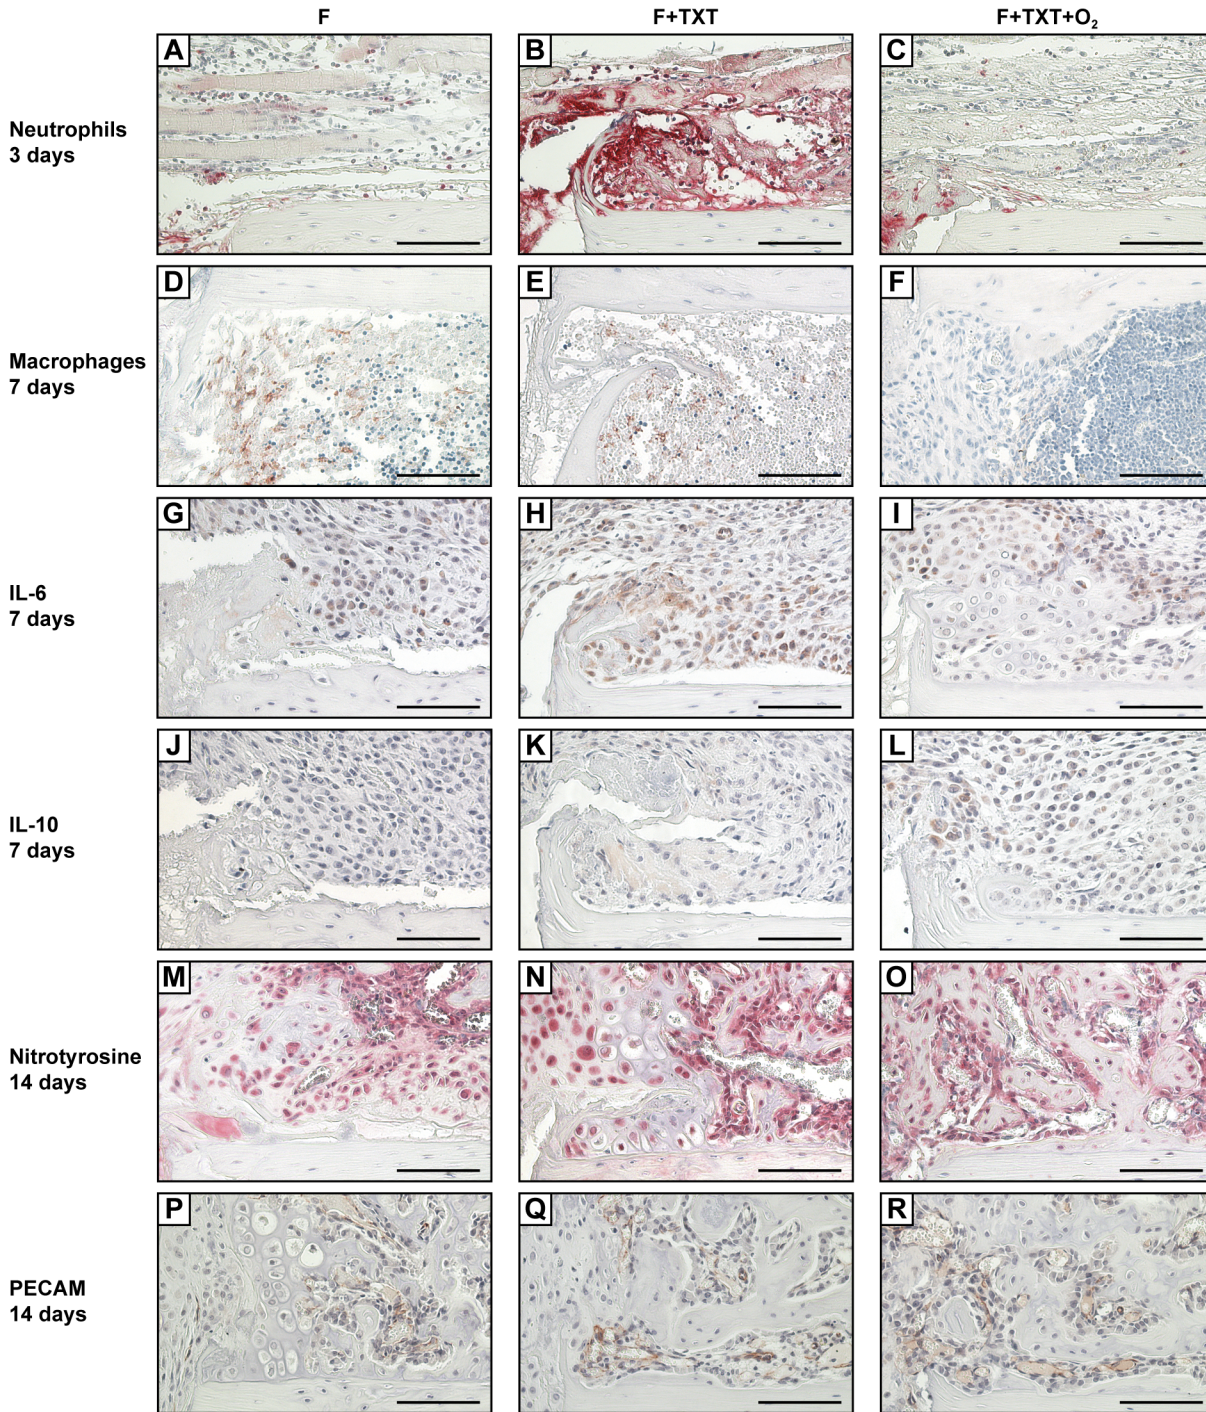 F F+TXT F+TXT+O₂
A B C
Neutrophils
3 days
D E F
Macrophages
7 days
G H I
IL-6
7 days
J K L
IL-10
7 days
M N O
Nitrotyrosine
14 days
P Q R
PECAM
14 days